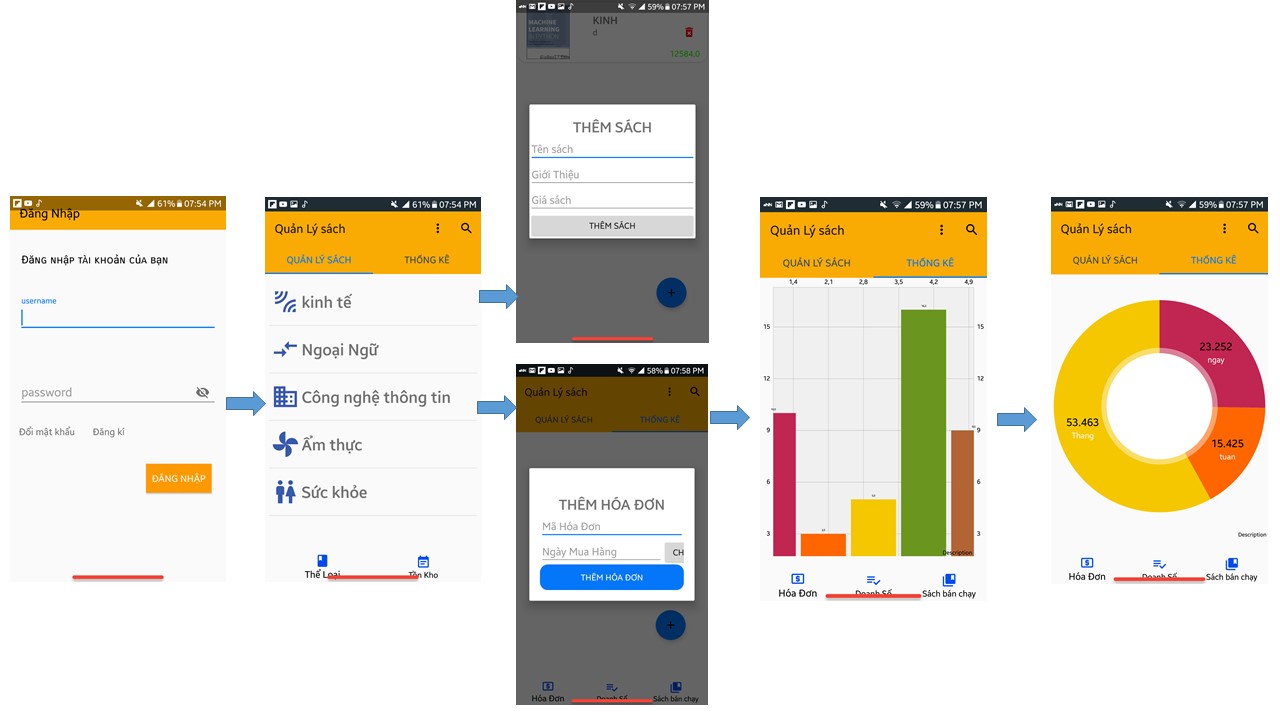 61% 07:54 PM
Đăng Nhập
ĐĂNG NHẬP TÀI KHOẢN CỦA BẠN
username
password
Đổi mật khẩu Đăng kí
ĐĂNG NHẬP
61% 07:54 PM
Quản Lý sách
QUẢN LÝ SÁCH THỐNG KÊ
kinh tế
Ngoại Ngữ
Công nghệ thông tin
Ẩm thực
Sức khỏe
Thể Loại Tồn Kho
59% 07:57 PM
MACHINE
LEARNING
KINH
d
12584.0
THÊM SÁCH
Tên sách
Giới Thiệu
Giá sách
THÊM SÁCH
+
58% 07:58 PM
Quản Lý sách
QUẢN LÝ SÁCH THỐNG KÊ
THÊM HÓA ĐƠN
Mã Hóa Đơn
Ngày Mua Hàng CH
THÊM HÓA ĐƠN
+
Hóa Đơn Doanh Số Sách bán chạy
59% 07:57 PM
Quản Lý sách
QUẢN LÝ SÁCH THỐNG KÊ
1,4 2,1 2,8 3,5 4,2 4,9
15 15
12 12
9 9
6 6
3 3
Description
Hóa Đơn Doanh Số Sách bán chạy
59% 07:57 PM
Quản Lý sách
QUẢN LÝ SÁCH THỐNG KÊ
23.252
ngay
53.463
Thang
15.425
tuan
Description
Hóa Đơn Doanh Số Sách bán chạy